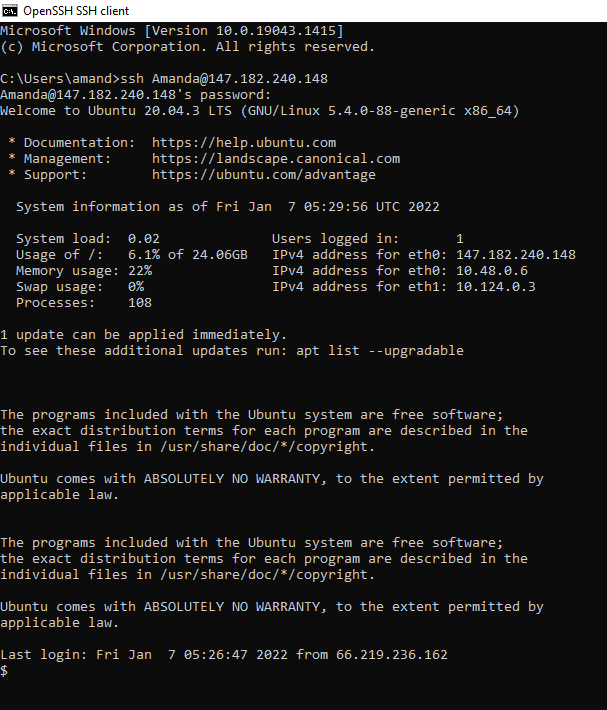 OpenSSH SSH client
Microsoft Windows [Version 10.0.19043.1415]
(c) Microsoft Corporation. All rights reserved.
C:\Users\amand>ssh Amanda@147.182.240.148
Amanda@147.182.240.148's password:
Welcome to Ubuntu 20.04.3 LTS (GNU/Linux 5.4.0-88-generic x86_64)
* Documentation:  https://help.ubuntu.com
* Management:     https://landscape.canonical.com
* Support:        https://ubuntu.com/advantage
System information as of Fri Jan  7 05:29:56 UTC 2022
System load:  0.02               Users logged in:       1
Usage of /:   6.1% of 24.06GB   IPv4 address for eth0: 147.182.240.148
Memory usage: 22%               IPv4 address for eth0: 10.48.0.6
Swap usage:   0%                IPv4 address for eth1: 10.124.0.3
Processes:    108
1 update can be applied immediately.
To see these additional updates run: apt list --upgradable
The programs included with the Ubuntu system are free software;
the exact distribution terms for each program are described in the
individual files in /usr/share/doc/*/copyright.
Ubuntu comes with ABSOLUTELY NO WARRANTY, to the extent permitted by
applicable law.
The programs included with the Ubuntu system are free software;
the exact distribution terms for each program are described in the
individual files in /usr/share/doc/*/copyright.
Ubuntu comes with ABSOLUTELY NO WARRANTY, to the extent permitted by
applicable law.
Last login: Fri Jan  7 05:26:47 2022 from 66.219.236.162
$